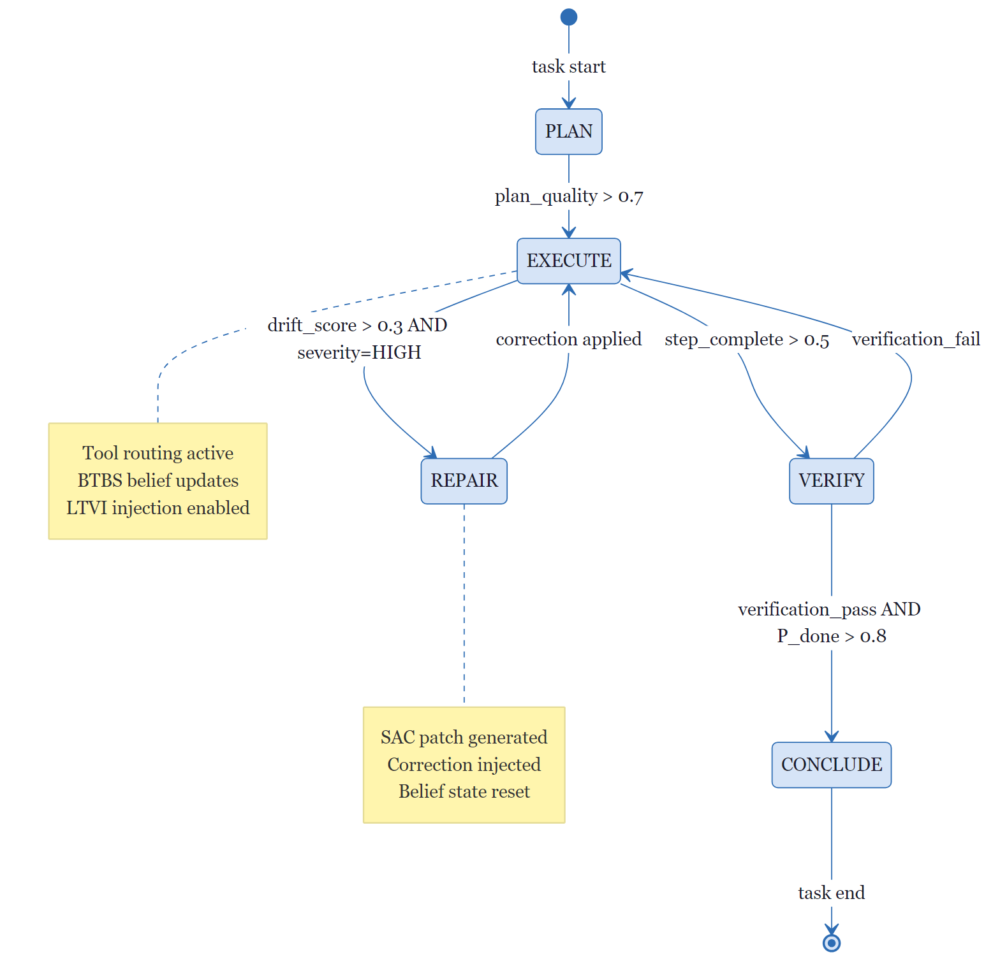 task start
PLAN
plan_quality > 0.7
EXECUTE
drift_score > 0.3 AND
severity=HIGH
correction applied
step_complete > 0.5
verification_fail
Tool routing active
BTBS belief updates
LTVI injection enabled
REPAIR
VERIFY
verification_pass AND
P_done > 0.8
SAC patch generated
Correction injected
Belief state reset
CONCLUDE
task end